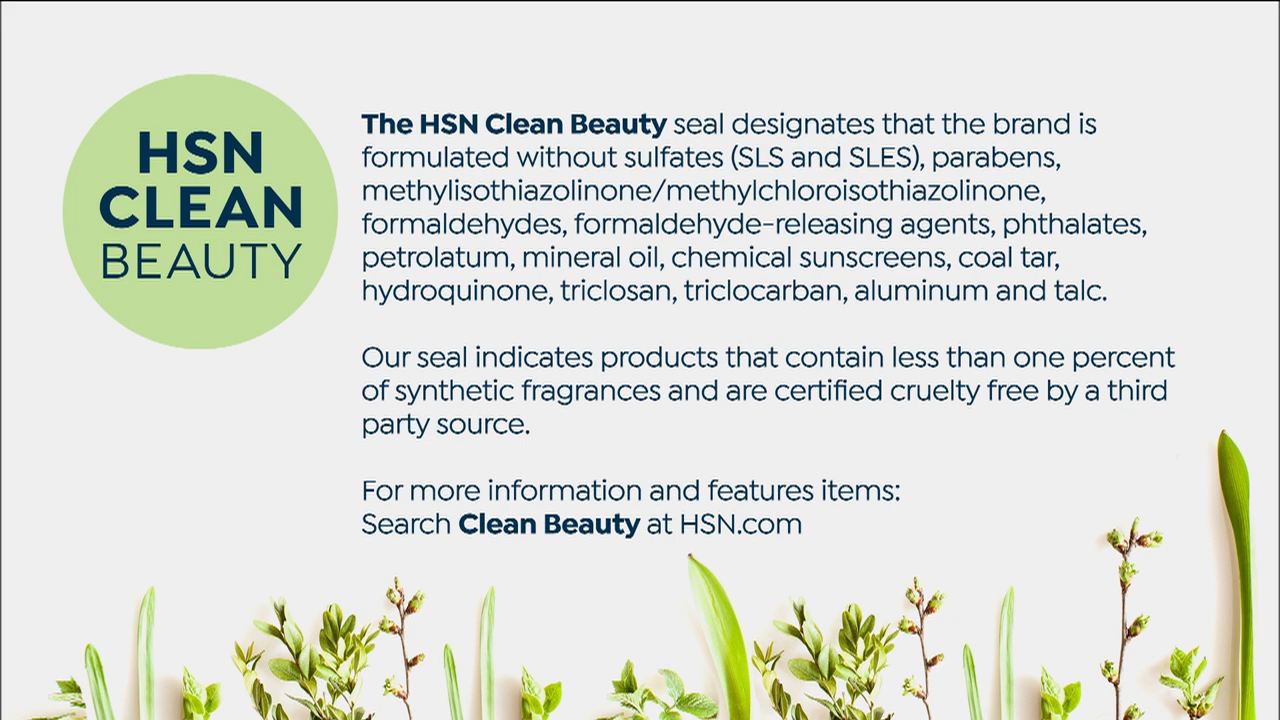 HSN
CLEAN
BEAUTY
The HSN Clean Beauty seal designates that the brand is
formulated without sulfates (SLS and SLES), parabens,
methylisothiazolinone/methylchloroisothiazolinone,
formaldehydes, formaldehyde-releasing agents, phthalates,
petrolatum, mineral oil, chemical sunscreens, coal tar,
hydroquinone, triclosan, triclocarban, aluminum and talc.
Our seal indicates products that contain less than one percent
of synthetic fragrances and are certified cruelty free by a third
party source.
For more information and features items:
Search Clean Beauty at HSN.com